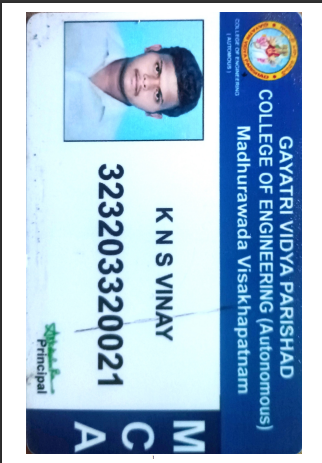 GAYATRI VIDYA PARISHAD
COLLEGE OF ENGINEERING (Autonomous)
Madhurawada Visakhapatnam
COLLEGE OF ENGINEERING
(AUTONOMOUS)
K N S VINAY
323203320021
Principal
M C A